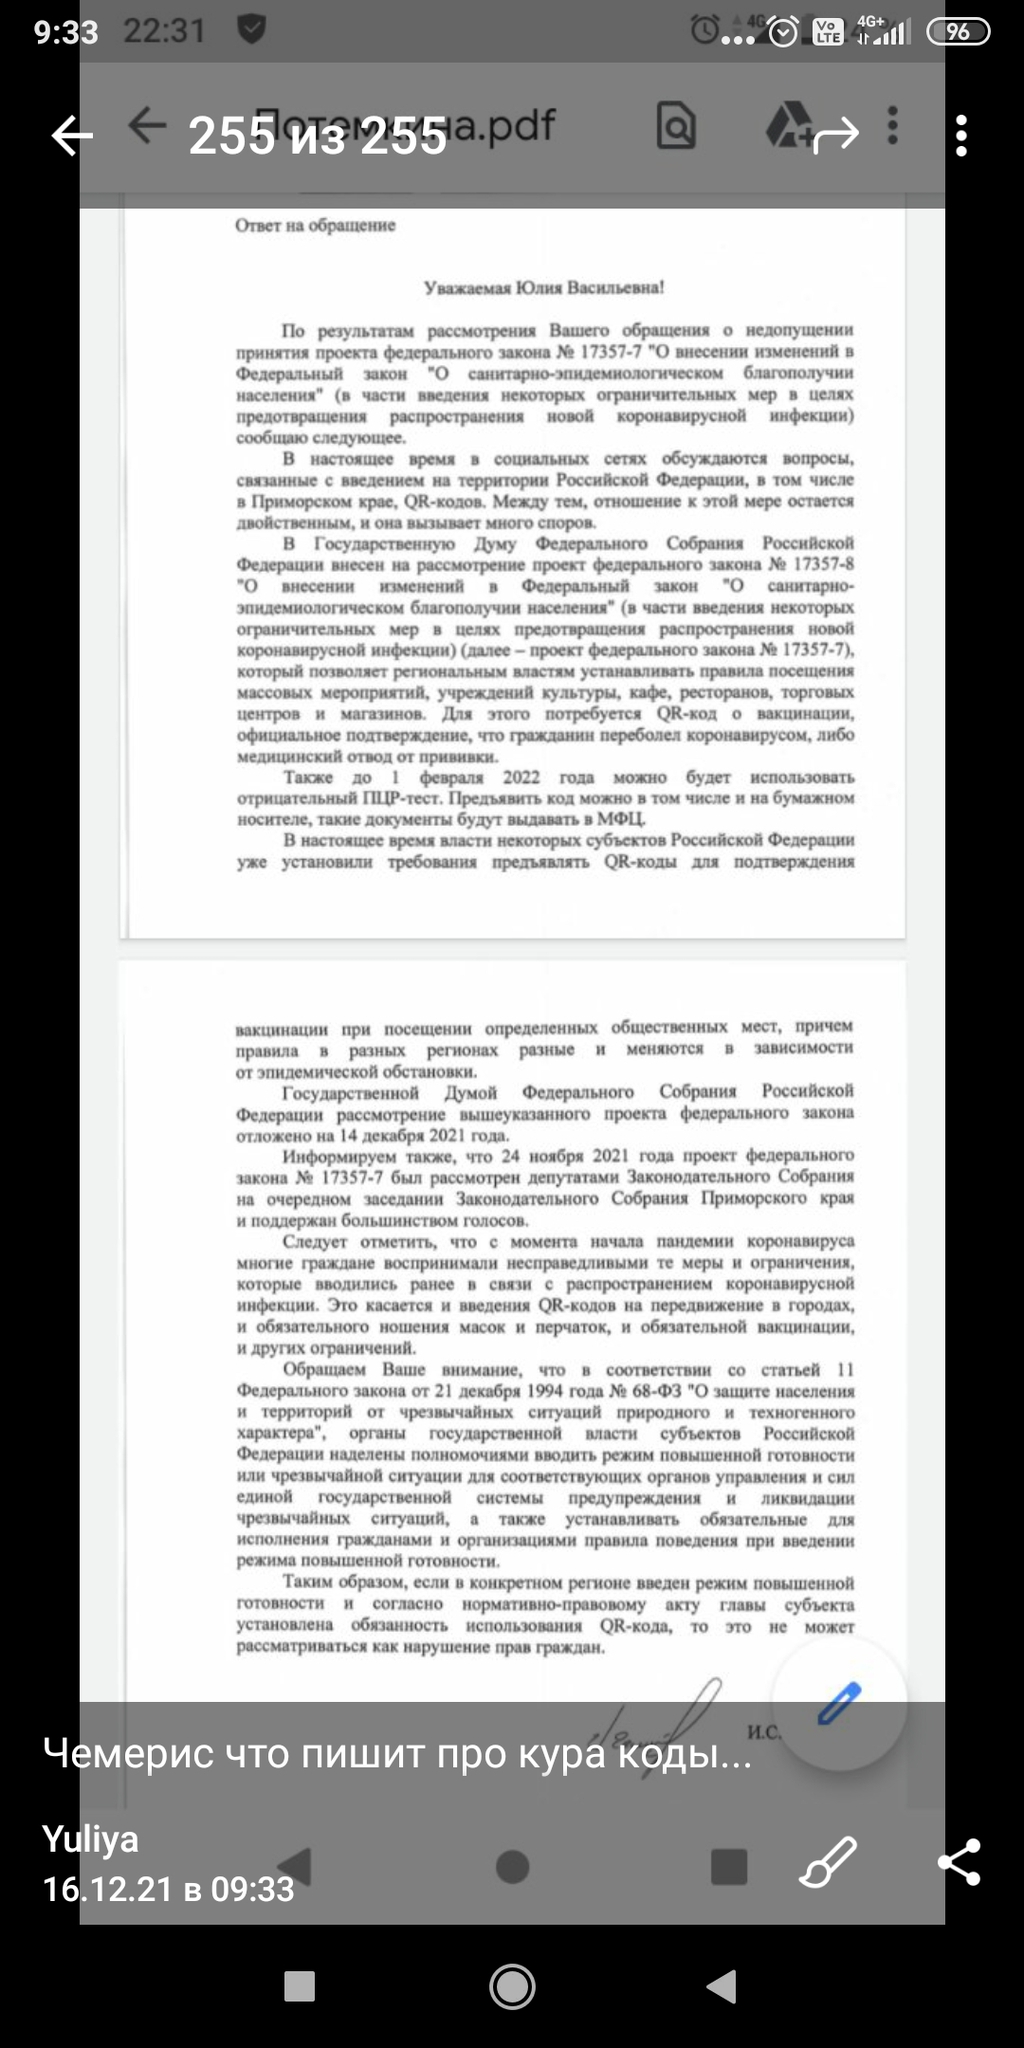 9:33 22:31 4G Vo LTE 4G+ 96
Потемкина.pdf
255 из 255
Ответ на обращение
Уважаемая Юлия Васильевна!
По результатам рассмотрения Вашего обращения о недопущении
принятия проекта федерального закона № 17357-7 "О внесении изменений в
Федеральный закон "О санитарно-эпидемиологическом благополучии
населения" (в части введения некоторых ограничительных мер в целях
предотвращения распространения новой коронавирусной инфекции)
сообщаю следующее.
В настоящее время в социальных сетях обсуждаются вопросы,
связанные с введением на территории Российской Федерации, в том числе
в Приморском крае, QR-кодов. Между тем, отношение к этой мере остается
двойственным, и она вызывает много споров.
В Государственную Думу Федерального Собрания Российской
Федерации внесен на рассмотрение проект федерального закона № 17357-8
"О внесении изменений в Федеральный закон "О санитарно-
эпидемиологическом благополучии населения" (в части введения некоторых
ограничительных мер в целях предотвращения распространения новой
коронавирусной инфекции) (далее – проект федерального закона № 17357-7),
который позволяет региональным властям устанавливать правила посещения
массовых мероприятий, учреждений культуры, кафе, ресторанов, торговых
центров и магазинов. Для этого потребуется QR-код о вакцинации,
официальное подтверждение, что гражданин переболел коронавирусом, либо
медицинский отвод от прививки.
Также до 1 февраля 2022 года можно будет использовать
отрицательный ПЦР-тест. Предъявить код можно в том числе и на бумажном
носителе, такие документы будут выдавать в МФЦ.
В настоящее время власти некоторых субъектов Российской Федерации
уже установили требования предъявлять QR-коды для подтверждения
вакцинации при посещении определенных общественных мест, причем
правила в разных регионах разные и меняются в зависимости
от эпидемической обстановки.
Государственной Думой Федерального Собрания Российской
Федерации рассмотрение вышеуказанного проекта федерального закона
отложено на 14 декабря 2021 года.
Информируем также, что 24 ноября 2021 года проект федерального
закона № 17357-7 был рассмотрен депутатами Законодательного Собрания
на очередном заседании Законодательного Собрания Приморского края
и поддержан большинством голосов.
Следует отметить, что с момента начала пандемии коронавируса
многие граждане воспринимали несправедливыми те меры и ограничения,
которые вводились ранее в связи с распространением коронавирусной
инфекции. Это касается и введения QR-кодов на передвижение в городах,
и обязательного ношения масок и перчаток, и обязательной вакцинации,
и других ограничений.
Обращаем Ваше внимание, что в соответствии со статьей 11
Федерального закона от 21 декабря 1994 года № 68-ФЗ "О защите населения
и территорий от чрезвычайных ситуаций природного и техногенного
характера", органы государственной власти субъектов Российской
Федерации наделены полномочиями вводить режим повышенной готовности
или чрезвычайной ситуации для соответствующих органов управления и сил
единой государственной системы предупреждения и ликвидации
чрезвычайных ситуаций, а также устанавливать обязательные для
исполнения гражданами и организациями правила поведения при введении
режима повышенной готовности.
Таким образом, если в конкретном регионе введен режим повышенной
готовности и согласно нормативно-правовому акту главы субъекта
установлена обязанность использования QR-кода, то это не может
рассматриваться как нарушение прав граждан.
И.С.
Чемерис что пишит про кура коды...
Yuliya
16.12.21 в 09:33